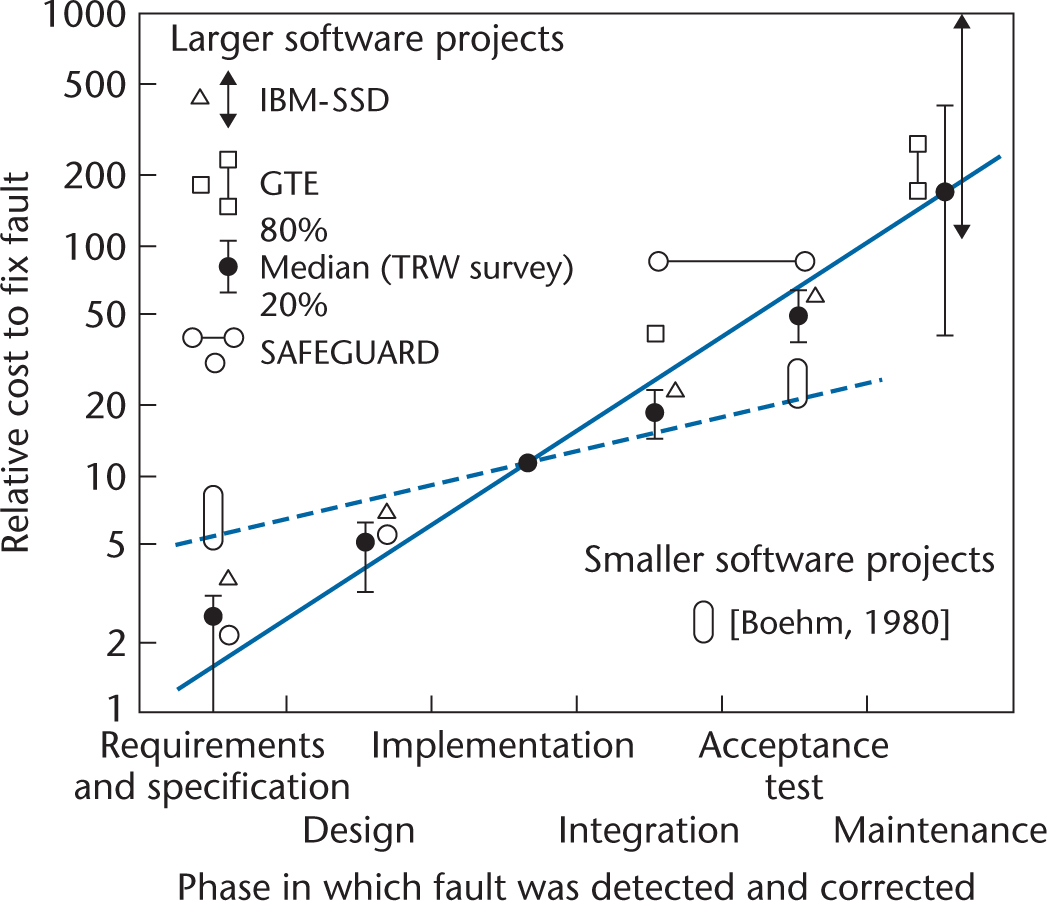 1000
500
200
100
50
20
10
5
2
1
Relative cost to fix fault
Larger software projects
IBM-SSD
GTE
80%
Median (TRW survey)
20%
SAFEGUARD
Smaller software projects
[Boehm, 1980]
Requirements
and specification
Design
Implementation
Integration
Acceptance
test
Maintenance
Phase in which fault was detected and corrected